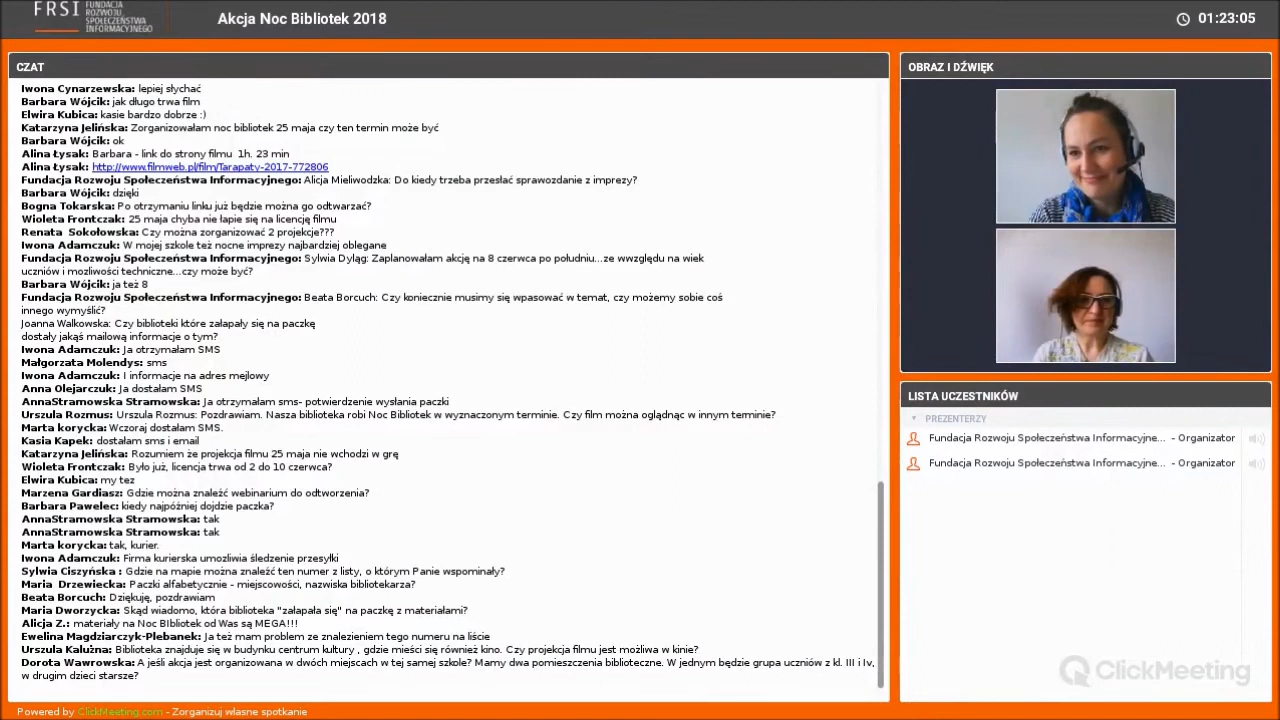 FRSI FUNDACJA
ROZWOJU
SPOŁECZEŃSTWA
INFORMACYJNEGO
Akcja Noc Bibliotek 2018
01:23:05
CZAT
Iwona Cynarzewska: lepiej słychać
Barbara Wójcik: jak długo trwa film
Elwira Kubica: kasie bardzo dobrze :)
Katarzyna Jelińska: Zorganizowałam noc bibliotek 25 maja czy ten termin może być
Barbara Wójcik: ok
Alina Łysak: Barbara - link do strony filmu 1h. 23 min
Alina Łysak: http://www.filmweb.pl/film/Tarapaty-2017-772806
Fundacja Rozwoju Społeczeństwa Informacyjnego: Alicja Mieliwodzka: Do kiedy trzeba przesłać sprawozdanie z imprezy?
Barbara Wójcik: dzięki
Bogna Tokarska: Po otrzymaniu linku już będzie można go odtwarzać?
Wioleta Frontczak: 25 maja chyba nie łapie się na licencję filmu
Renata Sokołowska: Czy można zorganizować 2 projekcje???
Iwona Adamczuk: W mojej szkole też nocne imprezy najbardziej oblegane
Fundacja Rozwoju Społeczeństwa Informacyjnego: Sylwia Dyląg: Zaplanowałam akcję na 8 czerwca po południu...ze wwzględu na wiek
uczniów i mozliwości techniczne...czy może być?
Barbara Wójcik: ja też 8
Fundacja Rozwoju Społeczeństwa Informacyjnego: Beata Borcuch: Czy koniecznie musimy się wpasować w temat, czy możemy sobie coś
innego wymyślić?
Joanna Walkowska: Czy biblioteki które załapały się na paczkę
dostały jakąś mailową informacje o tym?
Iwona Adamczuk: Ja otrzymałam SMS
Małgorzata Molendys: sms
Iwona Adamczuk: I informacje na adres mejlowy
Anna Olejarczuk: Ja dostałam SMS
AnnaStramowska Stramowska: Ja otrzymałam sms- potwierdzenie wysłania paczki
Urszula Rozmus: Urszula Rozmus: Pozdrawiam. Nasza biblioteka robi Noc Bibliotek w wyznaczonym terminie. Czy film można oglądnąc w innym terminie?
Marta korycka: Wczoraj dostałam SMS.
Kasia Kapek: dostałam sms i email
Katarzyna Jelińska: Rozumiem że projekcja filmu 25 maja nie wchodzi w grę
Wioleta Frontczak: Było już, licencja trwa od 2 do 10 czerwca?
Elwira Kubica: my tez
Marzena Gardiasz: Gdzie można znaleźć webinarium do odtworzenia?
Barbara Pawelec: kiedy najpóżniej dojdzie paczka?
AnnaStramowska Stramowska: tak
AnnaStramowska Stramowska: tak
Marta korycka: tak, kurier.
Iwona Adamczuk: Firma kurierska umozliwia śledzenie przesyłki
Sylwia Ciszyńska : Gdzie na mapie można znaleźć ten numer z listy, o którym Panie wspominały?
Maria Drzewiecka: Paczki alfabetycznie - miejscowości, nazwiska bibliotekarza?
Beata Borcuch: Dziękuję, pozdrawiam
Maria Dworzycka: Skąd wiadomo, która biblioteka "załapała się" na paczkę z materiałami?
Alicja Z.: materiały na Noc BIbliotek od Was są MEGA!!!
Ewelina Magdziarczyk-Plebanek: Ja też mam problem ze znalezieniem tego numeru na liście
Urszula Kalużna: Biblioteka znajduje się w budynku centrum kultury , gdzie mieści się również kino. Czy projekcja filmu jest możliwa w kinie?
Dorota Wawrowska: A jeśli akcja jest organizowana w dwóch miejscach w tej samej szkole? Mamy dwa pomieszczenia biblioteczne. W jednym będzie grupa uczniów z kl. III i Iv,
w drugim dzieci starsze?
OBRAZ I DŹWIĘK
LISTA UCZESTNIKÓW
PREZENTERZY
Fundacja Rozwoju Społeczeństwa Informacyjne... - Organizator
Fundacja Rozwoju Społeczeństwa Informacyjne... - Organizator
ClickMeeting
Powered by ClickMeeting.com - Zorganizuj własne spotkanie